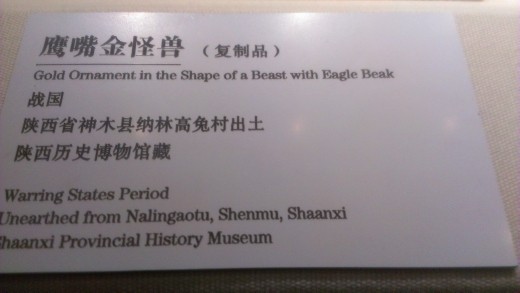 鹰嘴金怪兽（复制品）
Gold Ornament in the Shape of a Beast with Eagle Beak
战国
陕西省神木县纳林高兔村出土
陕西历史博物馆藏
Warring States Period
Unearthed from Nalingaotu, Shenmu, Shaanxi
Shaanxi Provincial History Museum